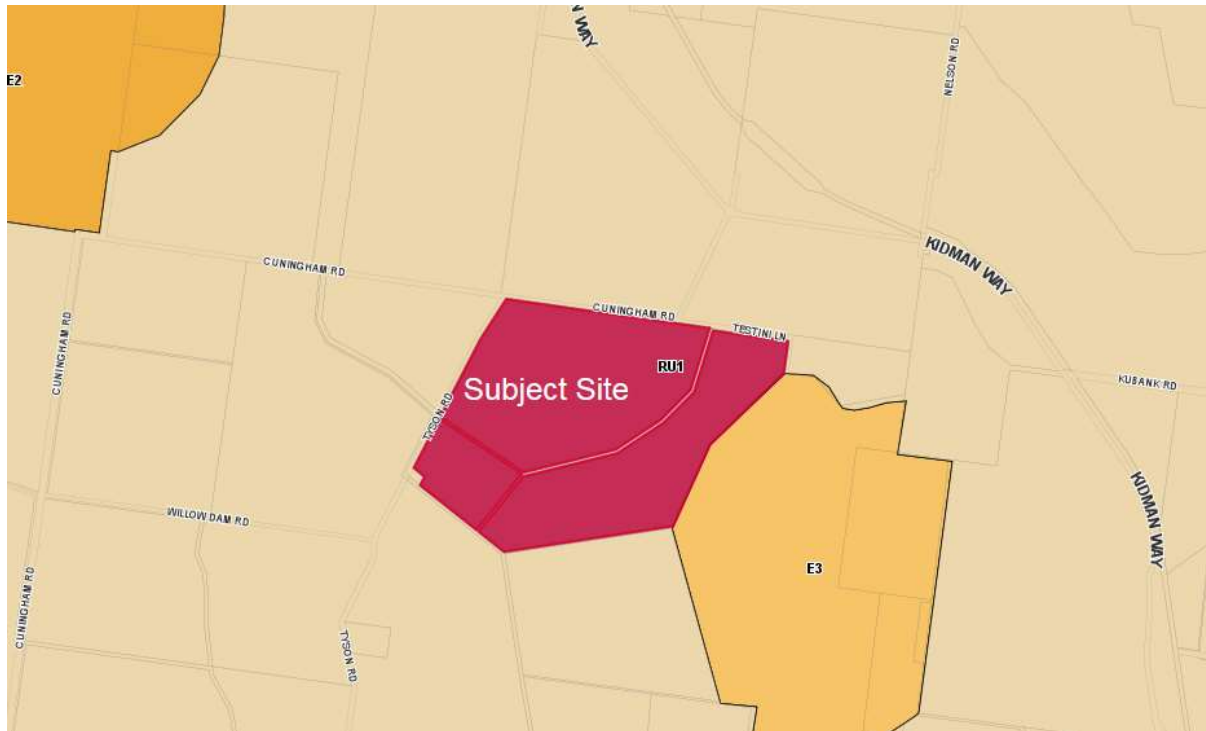 N WAY
NELSON RD
E2
KIDMAN WAY
CUNINGHAM RD
CUNINGHAM RD
TESTINI LN
CUNINGHAM RD
RU1
KUBANK RD
Subject Site
TYSON RD
KIDMAN WAY
WILLOW DAM RD
E3
CUNINGHAM RD
TYSON RD